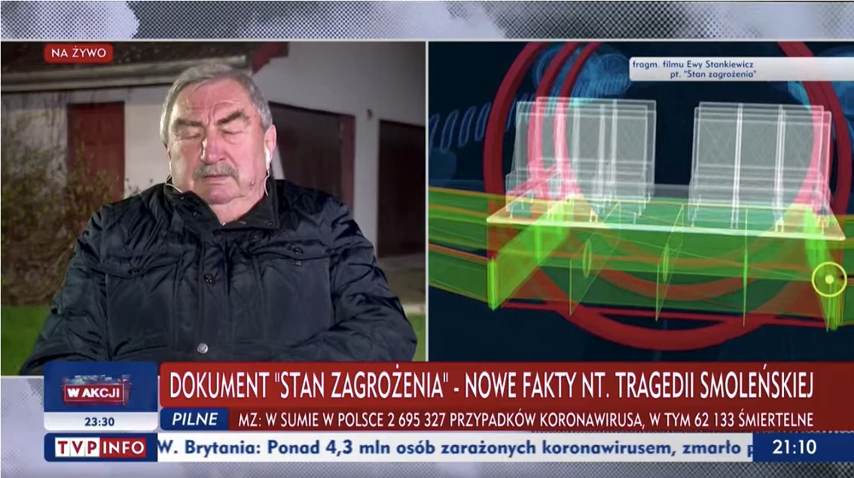 NA ŻYWO
fragm. filmu Ewy Stankiewicz
pt. "Stan zagrożenia"
W AKCJI
DOKUMENT "STAN ZAGROŻENIA" - NOWE FAKTY NT. TRAGEDII SMOLEŃSKIEJ
23:30
PILNE
MZ: W SUMIE W POLSCE 2 695 327 PRZYPADKÓW KORONAWIRUSA, W TYM 62 133 ŚMIERTELNE
TVP INFO
W. Brytania: Ponad 4,3 mln osób zarażonych koronawirusem, zmarło p
21:10